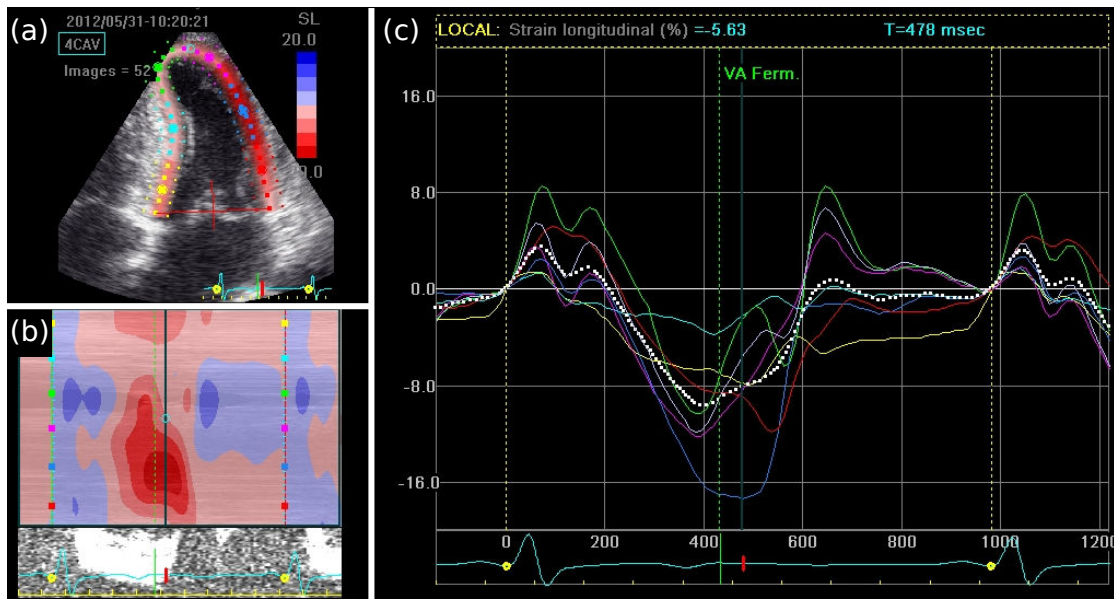 (a)
2012/05/31-10:20:21
4CAV
SL
20.0
Images = 52
(b)
(c)
LOCAL: Strain longitudinal (%) =-5.63 T=478 msec
VA Ferm.
16.0
8.0
0.0
-8.0
-16.0
0 200 400 600 800 1000 1200